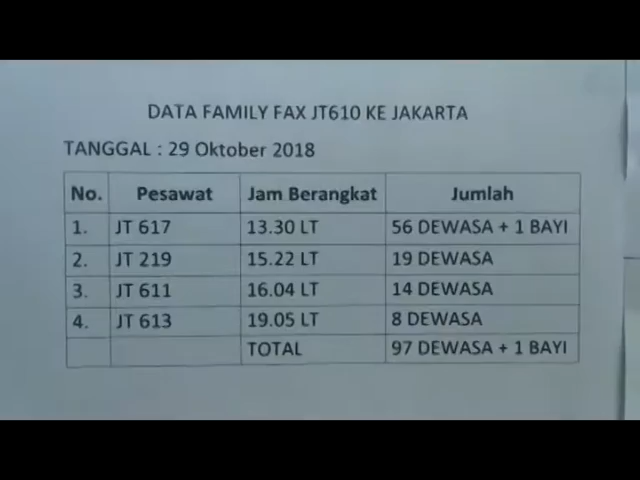 DATA FAMILY FAX JT610 KE JAKARTA
TANGGAL : 29 Oktober 2018
No. Pesawat Jam Berangkat Jumlah
1. JT 617 13.30 LT 56 DEWASA + 1 BAYI
2. JT 219 15.22 LT 19 DEWASA
3. JT 611 16.04 LT 14 DEWASA
4. JT 613 19.05 LT 8 DEWASA
TOTAL 97 DEWASA + 1 BAYI